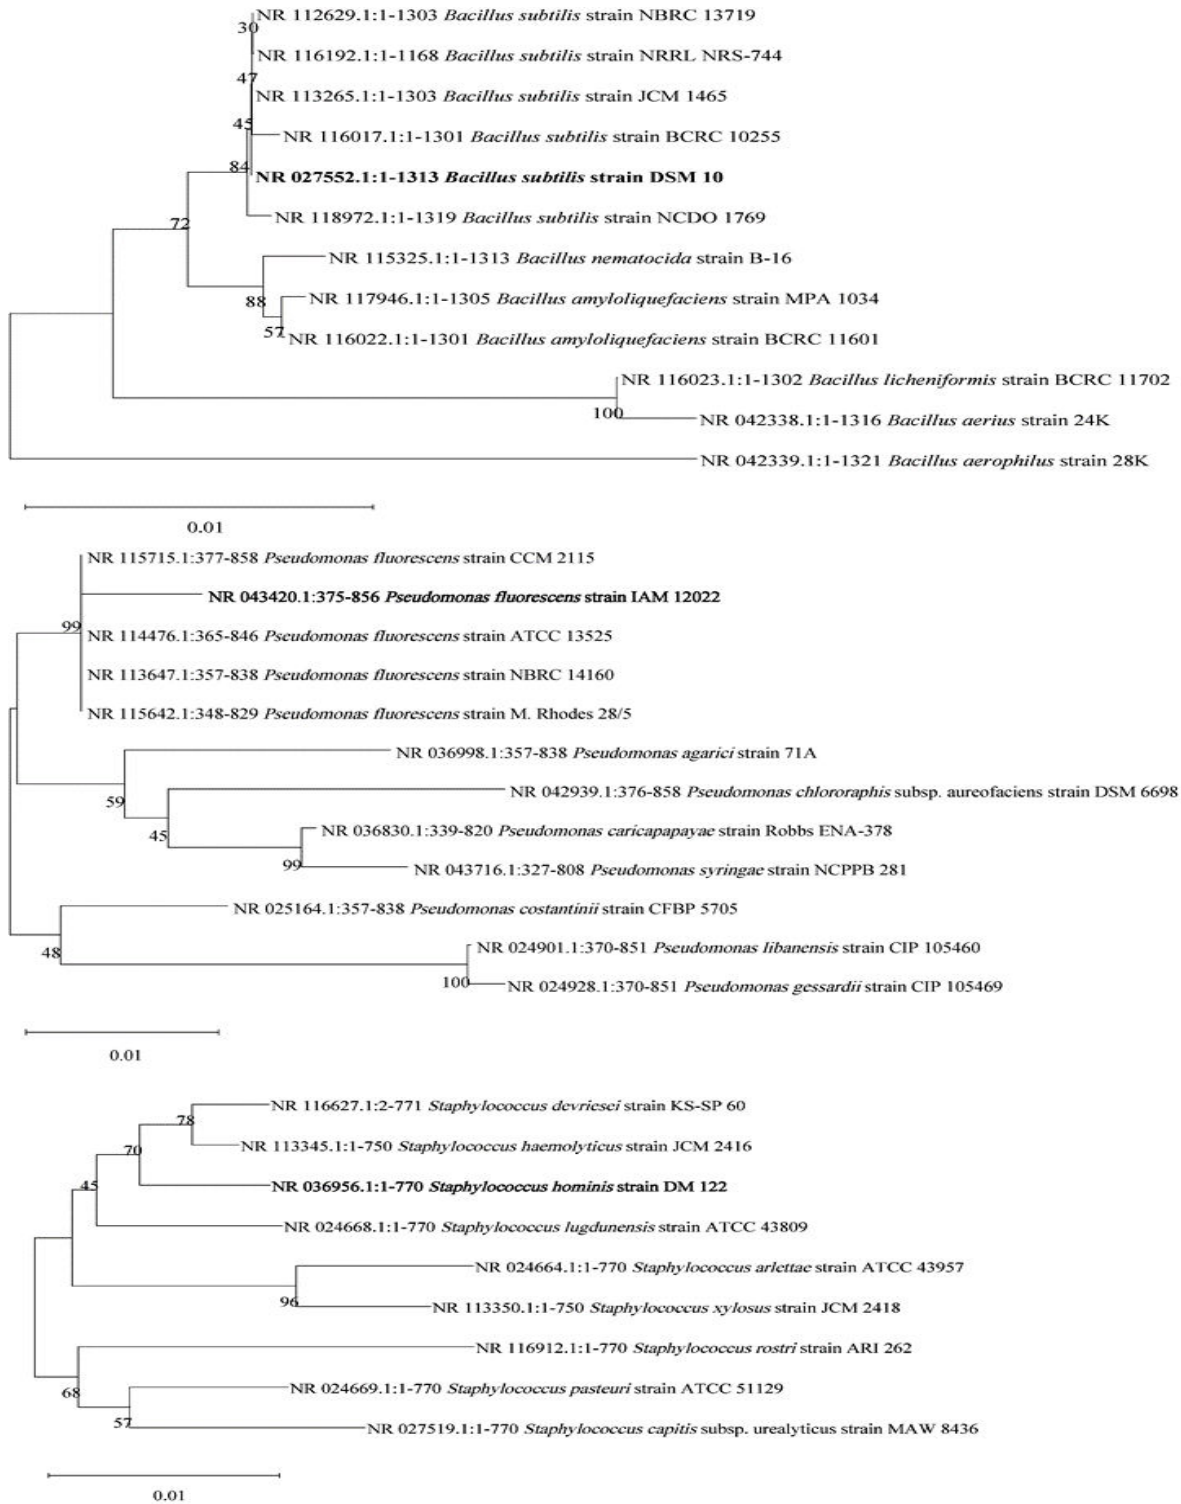 NR 112629.1:1-1303 Bacillus subtilis strain NBRC 13719
30
NR 116192.1:1-1168 Bacillus subtilis strain NRRL NRS-744
47
NR 113265.1:1-1303 Bacillus subtilis strain JCM 1465
45
NR 116017.1:1-1301 Bacillus subtilis strain BCRC 10255
84
NR 027552.1:1-1313 Bacillus subtilis strain DSM 10
NR 118972.1:1-1319 Bacillus subtilis strain NCDO 1769
72
NR 115325.1:1-1313 Bacillus nematocida strain B-16
88
NR 117946.1:1-1305 Bacillus amyloliquefaciens strain MPA 1034
57
NR 116022.1:1-1301 Bacillus amyloliquefaciens strain BCRC 11601
NR 116023.1:1-1302 Bacillus licheniformis strain BCRC 11702
100
NR 042338.1:1-1316 Bacillus aerius strain 24K
NR 042339.1:1-1321 Bacillus aerophilus strain 28K
0.01
NR 115715.1:377-858 Pseudomonas fluorescens strain CCM 2115
NR 043420.1:375-856 Pseudomonas fluorescens strain IAM 12022
99
NR 114476.1:365-846 Pseudomonas fluorescens strain ATCC 13525
NR 113647.1:357-838 Pseudomonas fluorescens strain NBRC 14160
NR 115642.1:348-829 Pseudomonas fluorescens strain M. Rhodes 28/5
NR 036998.1:357-838 Pseudomonas agarici strain 71A
59
NR 042939.1:376-858 Pseudomonas chlororaphis subsp. aureofaciens strain DSM 6698
45
NR 036830.1:339-820 Pseudomonas caricapapayae strain Robbs ENA-378
99
NR 043716.1:327-808 Pseudomonas syringae strain NCPPB 281
NR 025164.1:357-838 Pseudomonas costantinii strain CFBP 5705
48
NR 024901.1:370-851 Pseudomonas libanensis strain CIP 105460
100
NR 024928.1:370-851 Pseudomonas gessardii strain CIP 105469
0.01
NR 116627.1:2-771 Staphylococcus devriesei strain KS-SP 60
78
NR 113345.1:1-750 Staphylococcus haemolyticus strain JCM 2416
70
NR 036956.1:1-770 Staphylococcus hominis strain DM 122
45
NR 024668.1:1-770 Staphylococcus lugdunensis strain ATCC 43809
NR 024664.1:1-770 Staphylococcus arlettae strain ATCC 43957
96
NR 113350.1:1-750 Staphylococcus xylosus strain JCM 2418
NR 116912.1:1-770 Staphylococcus rostri strain ARI 262
68
NR 024669.1:1-770 Staphylococcus pasteuri strain ATCC 51129
57
NR 027519.1:1-770 Staphylococcus capitis subsp. urealyticus strain MAW 8436
0.01